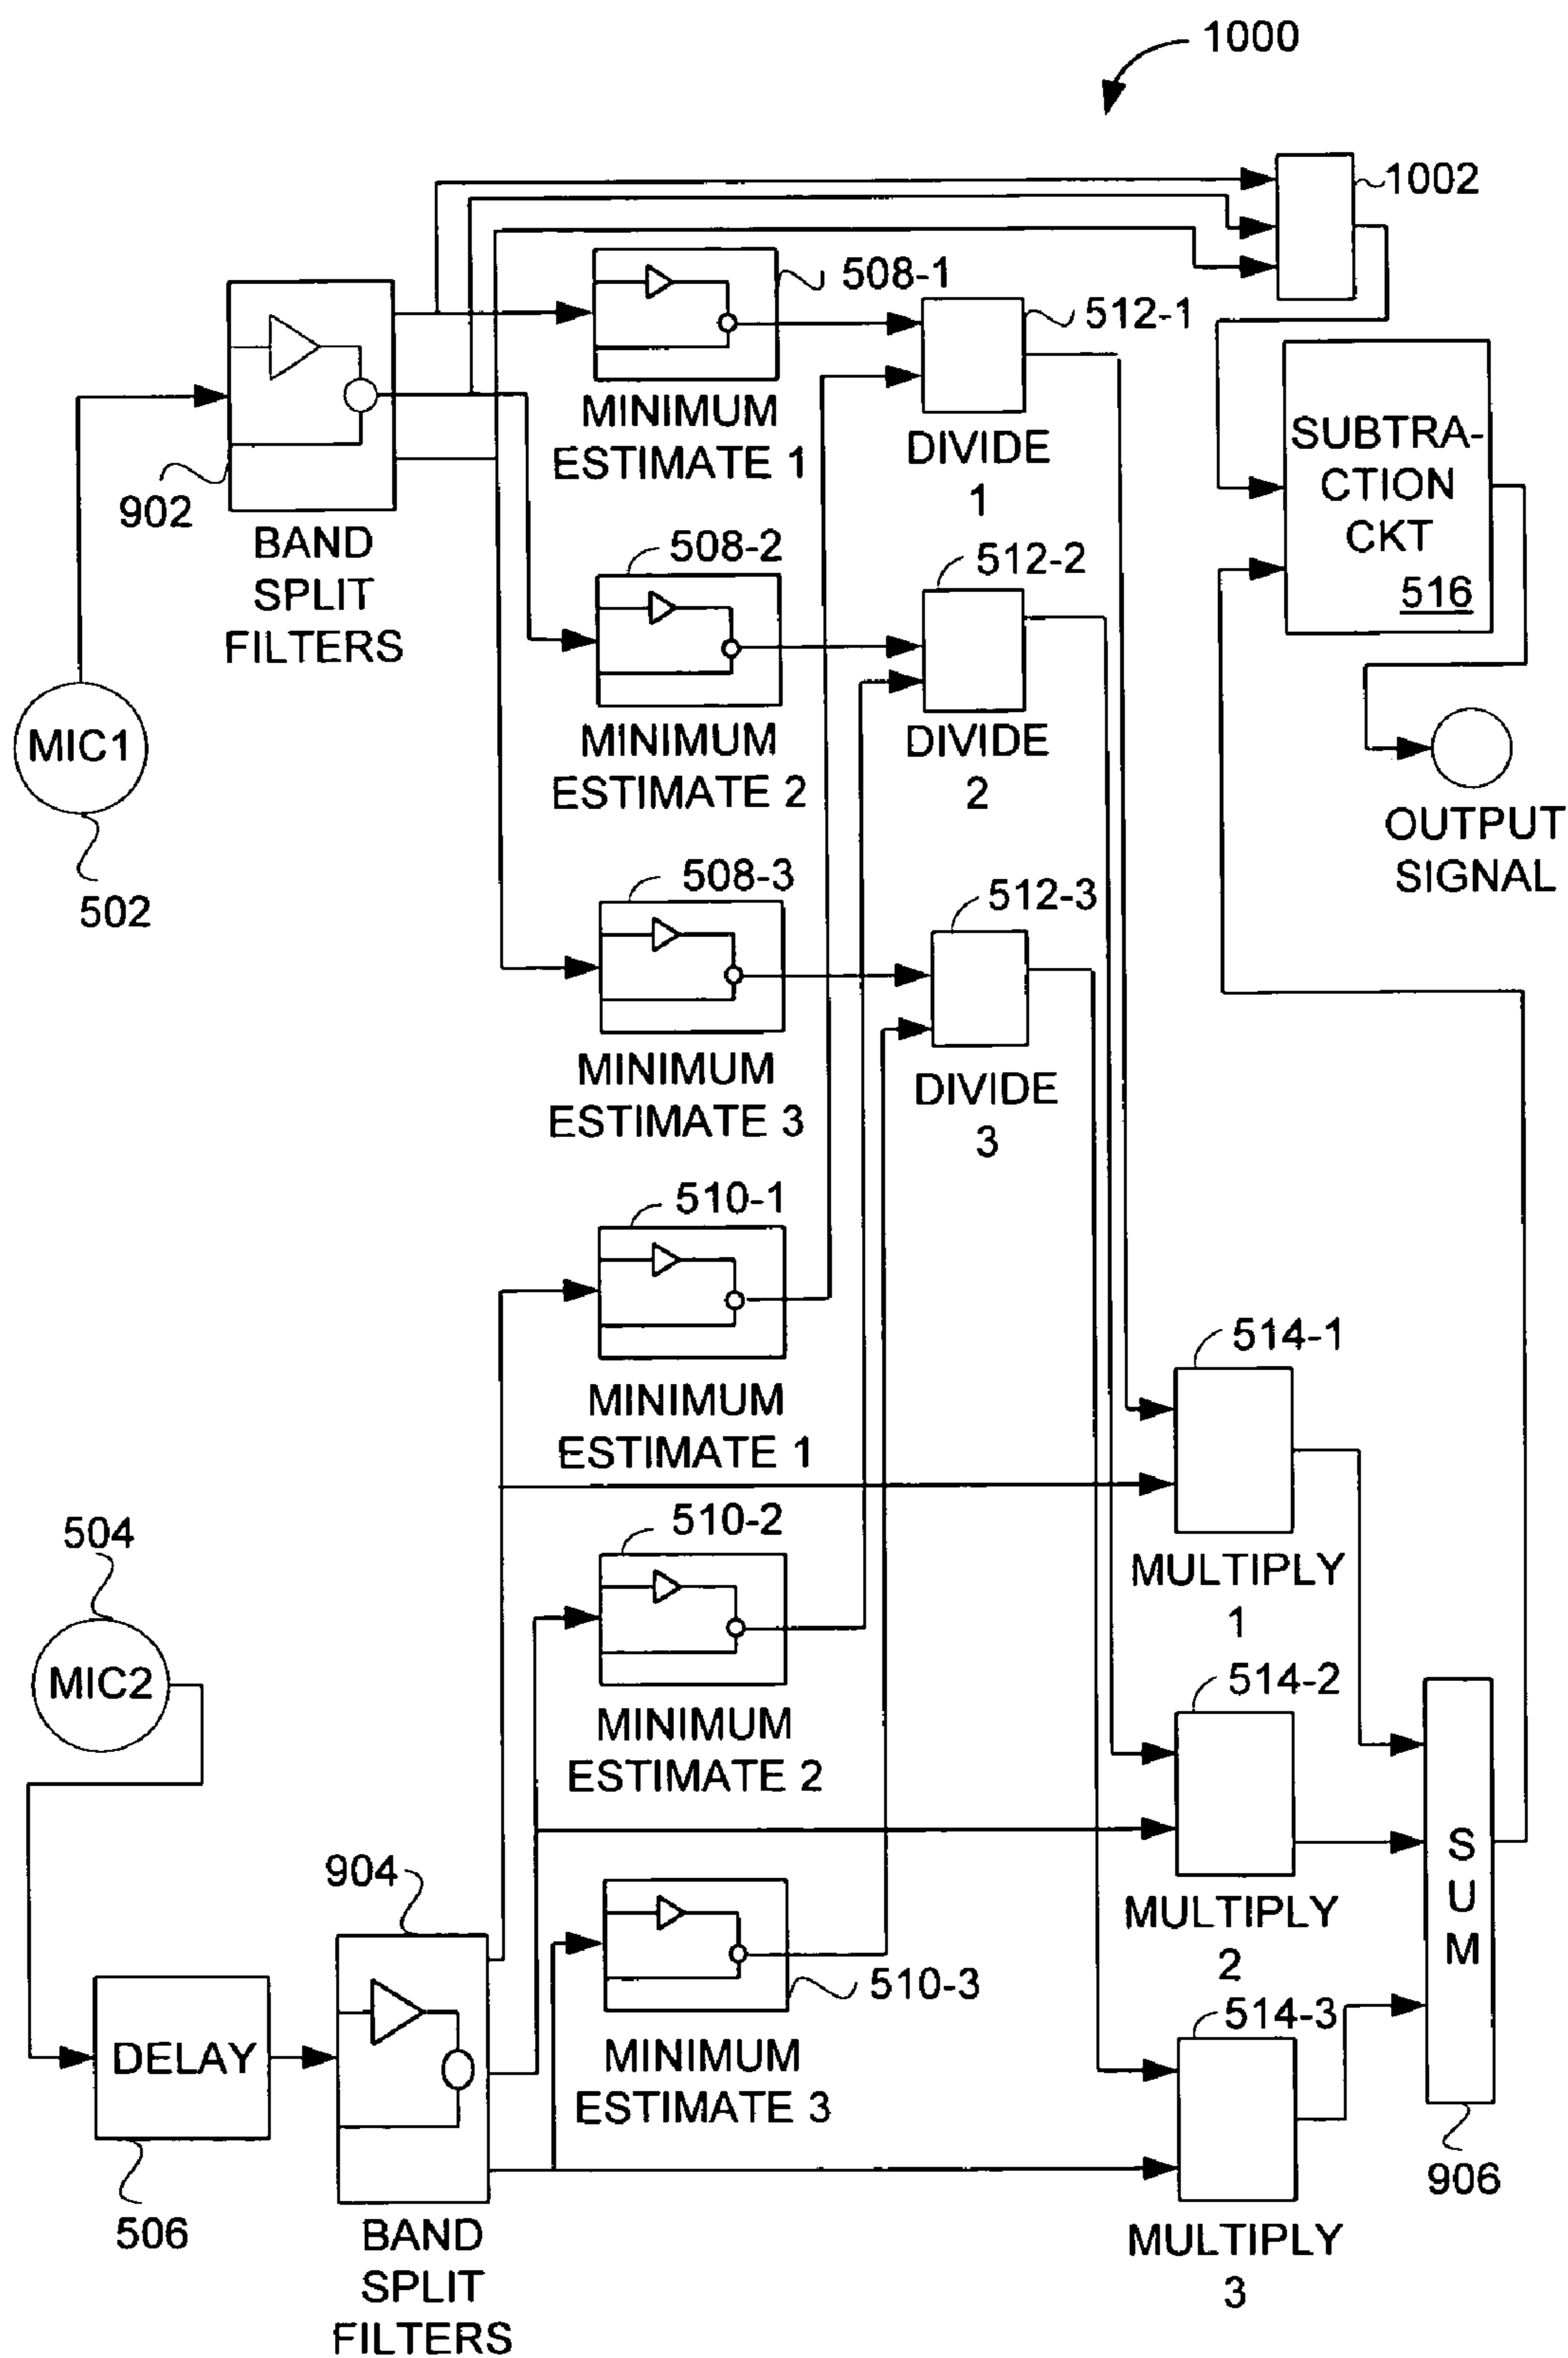 1000
1002
508-1
512-1
MINIMUM
ESTIMATE 1
DIVIDE
1
SUBTRA-
CTION
CKT
516
902
BAND
SPLIT
FILTERS
508-2
512-2
MINIMUM
ESTIMATE 2
DIVIDE
2
MIC1
502
OUTPUT
SIGNAL
508-3
512-3
MINIMUM
ESTIMATE 3
DIVIDE
3
510-1
MINIMUM
ESTIMATE 1
514-1
MULTIPLY
1
504
MIC2
510-2
MINIMUM
ESTIMATE 2
514-2
MULTIPLY
2
SUM
904
510-3
MINIMUM
ESTIMATE 3
514-3
MULTIPLY
3
906
DELAY
506
BAND
SPLIT
FILTERS